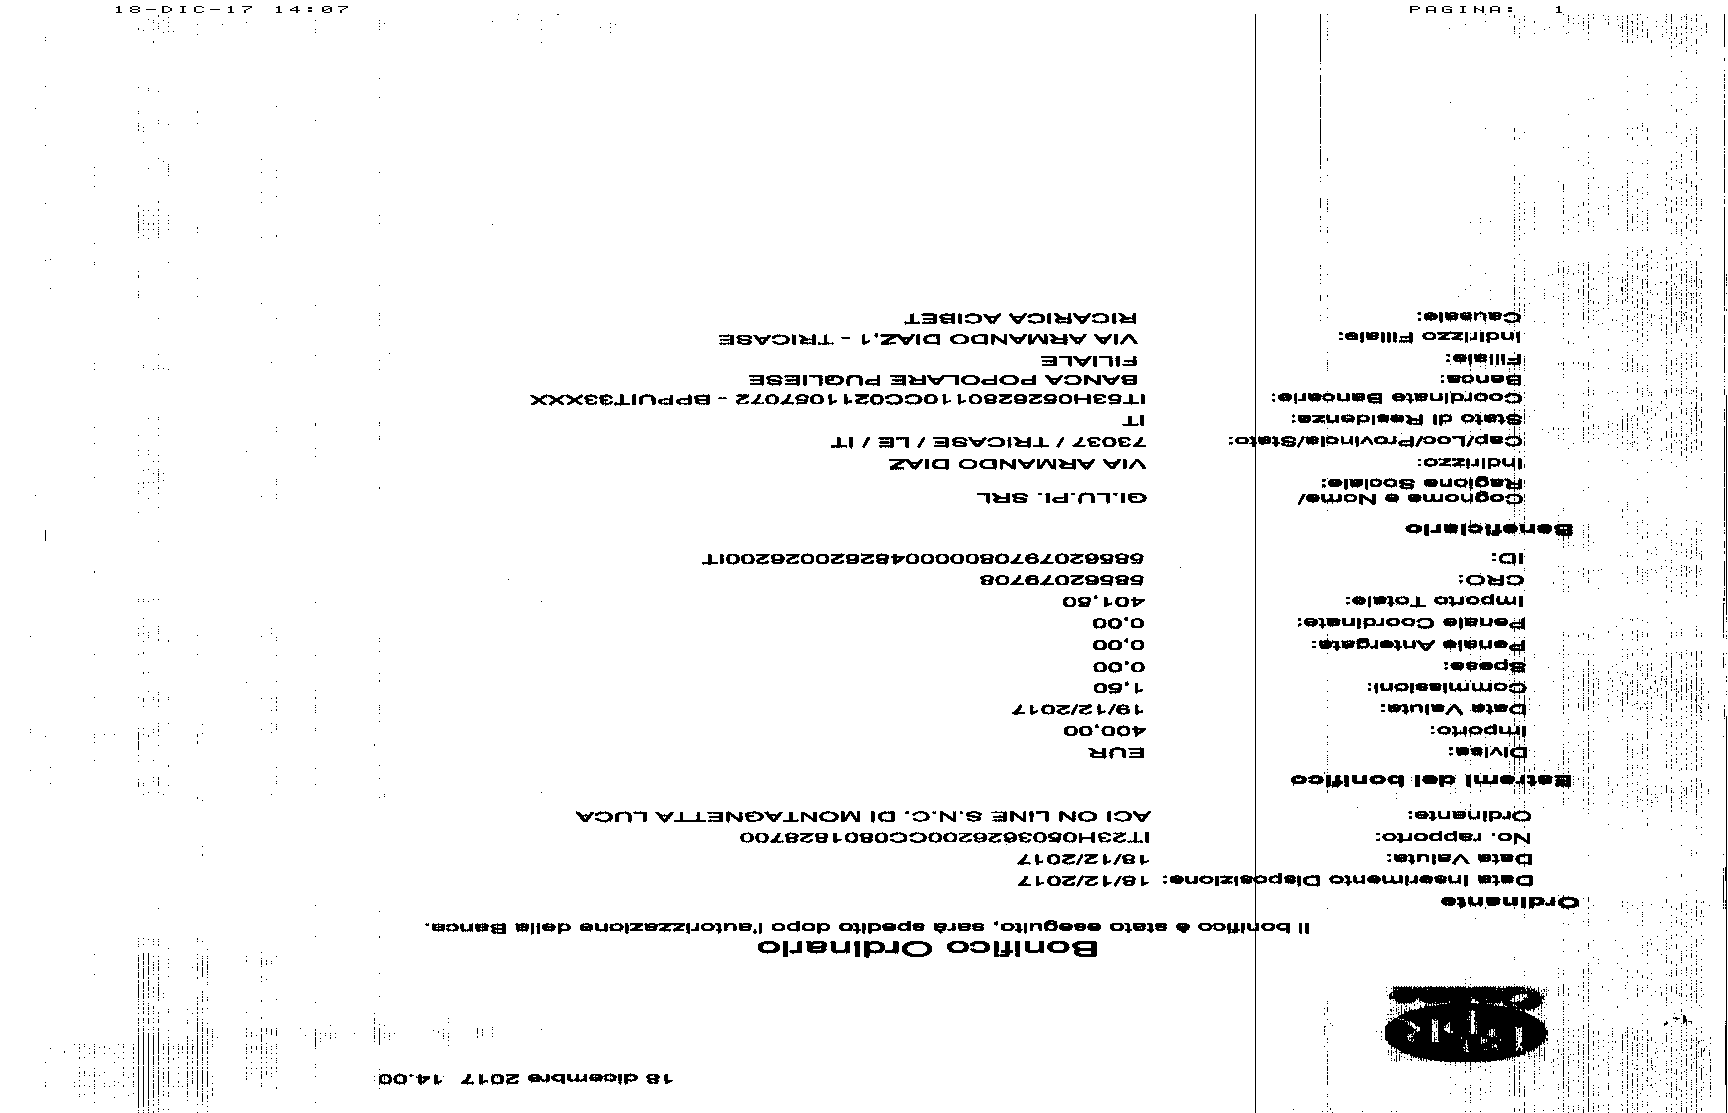 18-DIC-17 14:07 PAGINA: 1
18 dicembre 2017 14.00
Bonifico Ordinario
Il bonifico è stato eseguito, sarà spedito dopo l'autorizzazione della Banca.
Ordinante
Data Inserimento Disposizione: 18/12/2017
Data Valuta: 18/12/2017
No. rapporto: IT23H0503626200CC0801828700
Ordinante: ACI ON LINE S.N.C. DI MONTAGNETTA LUCA
Estremi del bonifico
Divisa: EUR
Importo: 400,00
Data Valuta: 19/12/2017
Commissioni: 1,50
Spese: 0,00
Penale Antergate: 0,00
Penale Coordinate: 0,00
Importo Totale: 401,50
CRO: 58562079708
ID: 5856207970800000482620026200IT
Beneficiario
Cognome e Nome/
Ragione Sociale: GI.LU.PI. SRL
Indirizzo: VIA ARMANDO DIAZ
Cap/Loc/Provincia/Stato: 73037 / TRICASE / LE / IT
Stato di Residenza: IT
Coordinate Bancarie: IT53H0526280110CC0211057072 - BPPUIT33XXX
Banca: BANCA POPOLARE PUGLIESE
Filiale: FILIALE
Indirizzo Filiale: VIA ARMANDO DIAZ,1 - TRICASE
Causale: RICARICA ACIBET